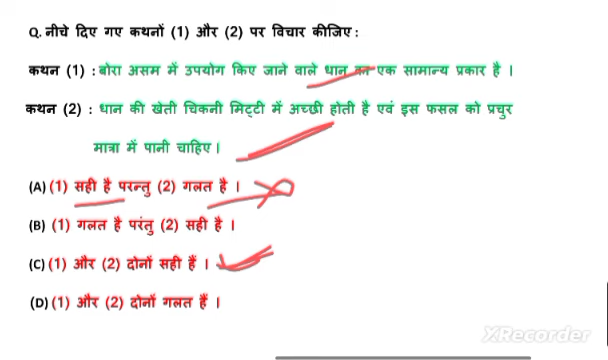 Q. नीचे दिए गए कथनों (1) और (2) पर विचार कीजिए :
कथन (1) : बोरा असम में उपयोग किए जाने वाले धान का एक सामान्य प्रकार है ।
कथन (2) : धान की खेती चिकनी मिट्टी में अच्छी होती है एवं इस फसल को प्रचुर
मात्रा में पानी चाहिए ।
(A) (1) सही है परन्तु (2) गलत है ।
(B) (1) गलत है परंतु (2) सही है ।
(C) (1) और (2) दोनों सही हैं ।
(D) (1) और (2) दोनों गलत हैं ।
XRecorder